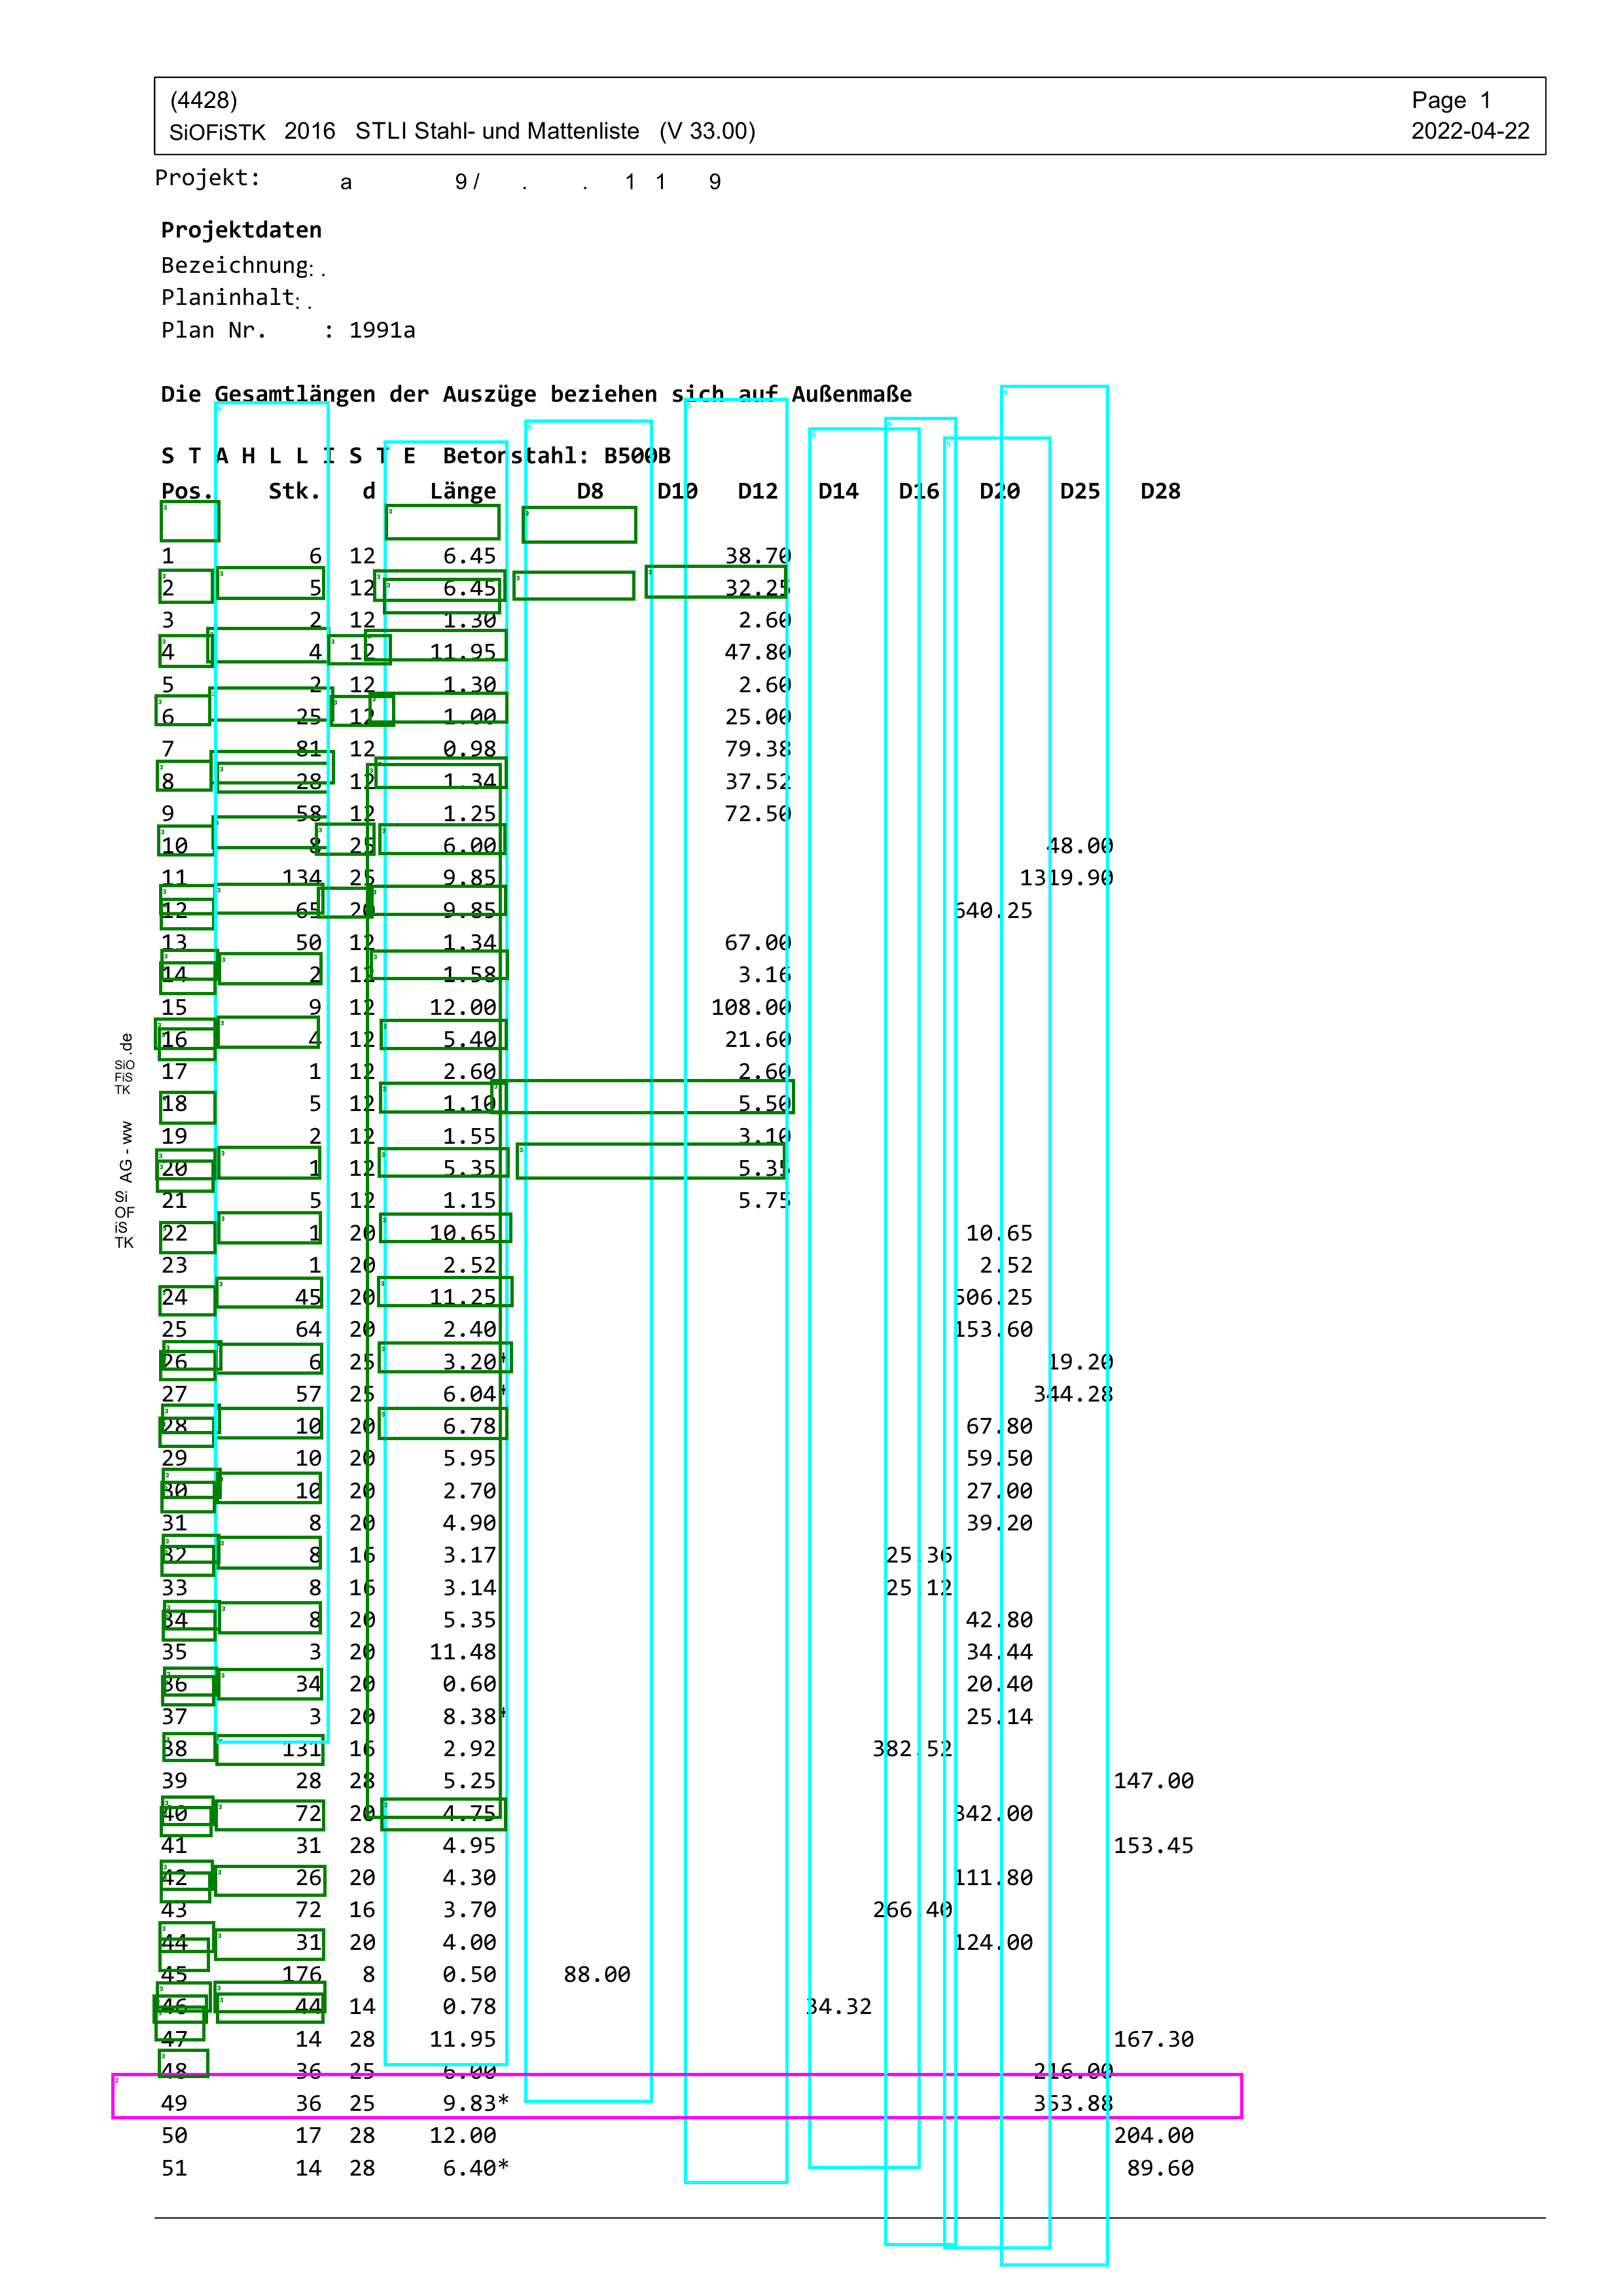 (4428) Page 1
SiOFiSTK 2016 STLI Stahl- und Mattenliste (V 33.00) 2022-04-22
Projekt: a 9 / . . 1 1 9
Projektdaten
Bezeichnung: .
Planinhalt: .
Plan Nr. : 1991a
Die Gesamtlängen der Auszüge beziehen sich auf Außenmaße
S T A H L L I S T E Betonstahl: B500B
Pos. Stk. d Länge D8 D10 D12 D14 D16 D20 D25 D28
1 6 12 6.45 38.70
2 5 12 6.45 32.25
3 2 12 1.30 2.60
4 4 12 11.95 47.80
5 2 12 1.30 2.60
6 25 12 1.00 25.00
7 81 12 0.98 79.38
8 28 12 1.34 37.52
9 58 12 1.25 72.50
10 8 25 6.00 48.00
11 134 25 9.85 1319.90
12 65 20 9.85 640.25
13 50 12 1.34 67.00
14 2 12 1.58 3.16
15 9 12 12.00 108.00
16 4 12 5.40 21.60
17 1 12 2.60 2.60
18 5 12 1.10 5.50
19 2 12 1.55 3.10
20 1 12 5.35 5.35
21 5 12 1.15 5.75
22 1 20 10.65 10.65
23 1 20 2.52 2.52
24 45 20 11.25 506.25
25 64 20 2.40 153.60
26 6 25 3.20* 19.20
27 57 25 6.04* 344.28
28 10 20 6.78 67.80
29 10 20 5.95 59.50
30 10 20 2.70 27.00
31 8 20 4.90 39.20
32 8 16 3.17 25.36
33 8 16 3.14 25.12
34 8 20 5.35 42.80
35 3 20 11.48 34.44
36 34 20 0.60 20.40
37 3 20 8.38* 25.14
38 131 16 2.92 382.52
39 28 28 5.25 147.00
40 72 20 4.75 342.00
41 31 28 4.95 153.45
42 26 20 4.30 111.80
43 72 16 3.70 266.40
44 31 20 4.00 124.00
45 176 8 0.50 88.00
46 44 14 0.78 34.32
47 14 28 11.95 167.30
48 36 25 6.00 216.00
49 36 25 9.83* 353.88
50 17 28 12.00 204.00
51 14 28 6.40* 89.60
.de
SiO
FiS
TK
AG - ww
Si
OF
iS
TK